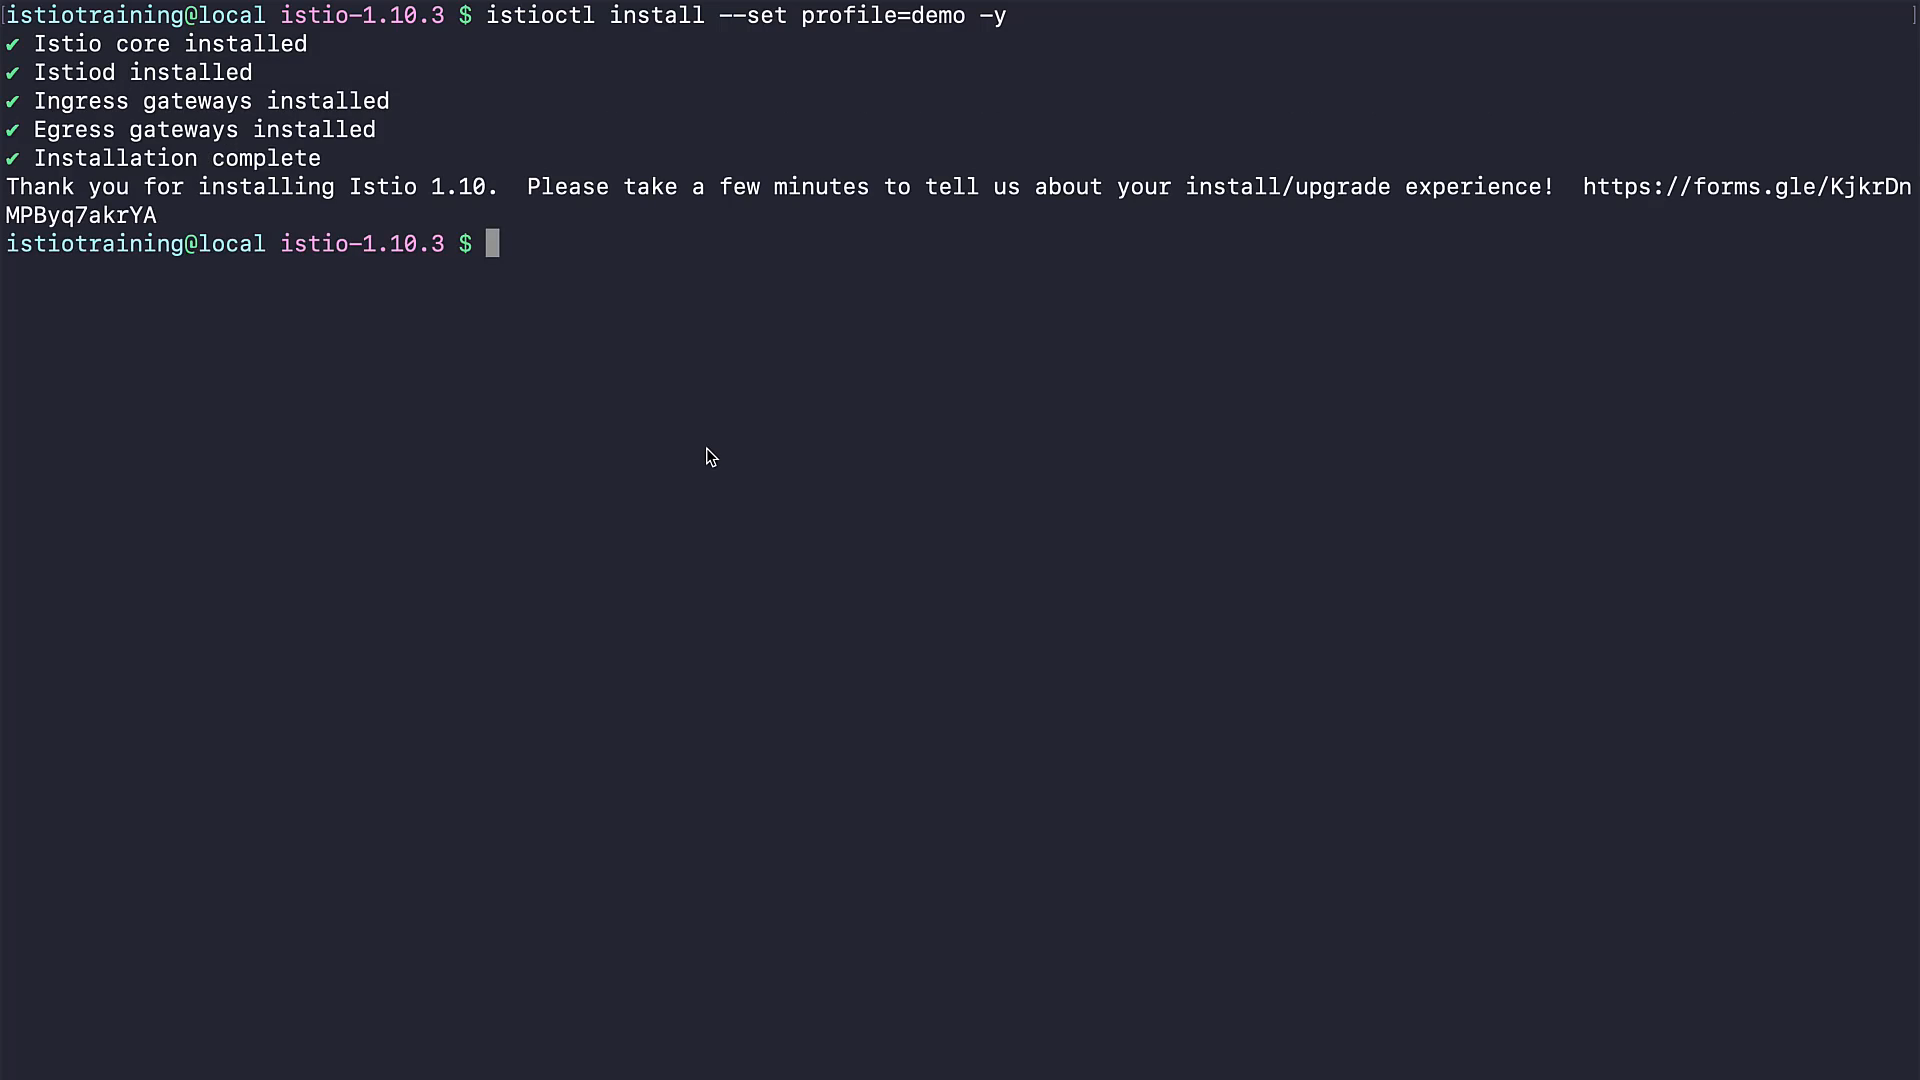 istiotraining@local istio-1.10.3 $ istioctl install --set profile=demo -y
✔ Istio core installed
✔ Istiod installed
✔ Ingress gateways installed
✔ Egress gateways installed
✔ Installation complete
Thank you for installing Istio 1.10.  Please take a few minutes to tell us about your install/upgrade experience!  https://forms.gle/KjkrDn
MPByq7akrYA
istiotraining@local istio-1.10.3 $